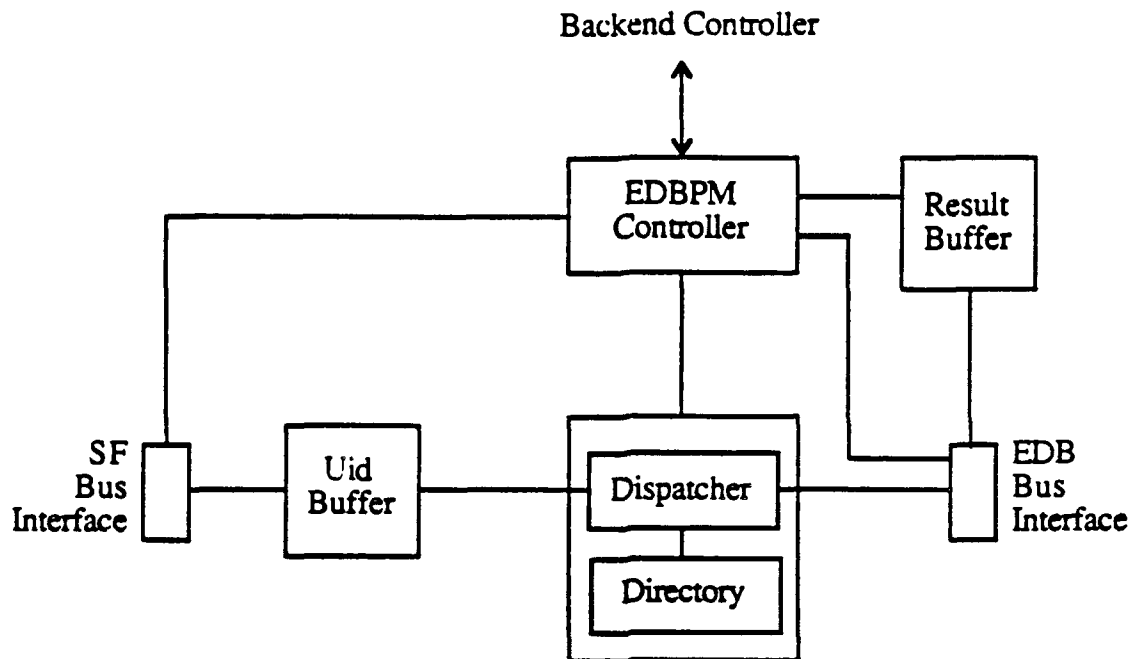 Backend Controller
EDBPM
Controller
Result
Buffer
SF
Bus
Interface
Uid
Buffer
Dispatcher
Directory
EDB
Bus
Interface